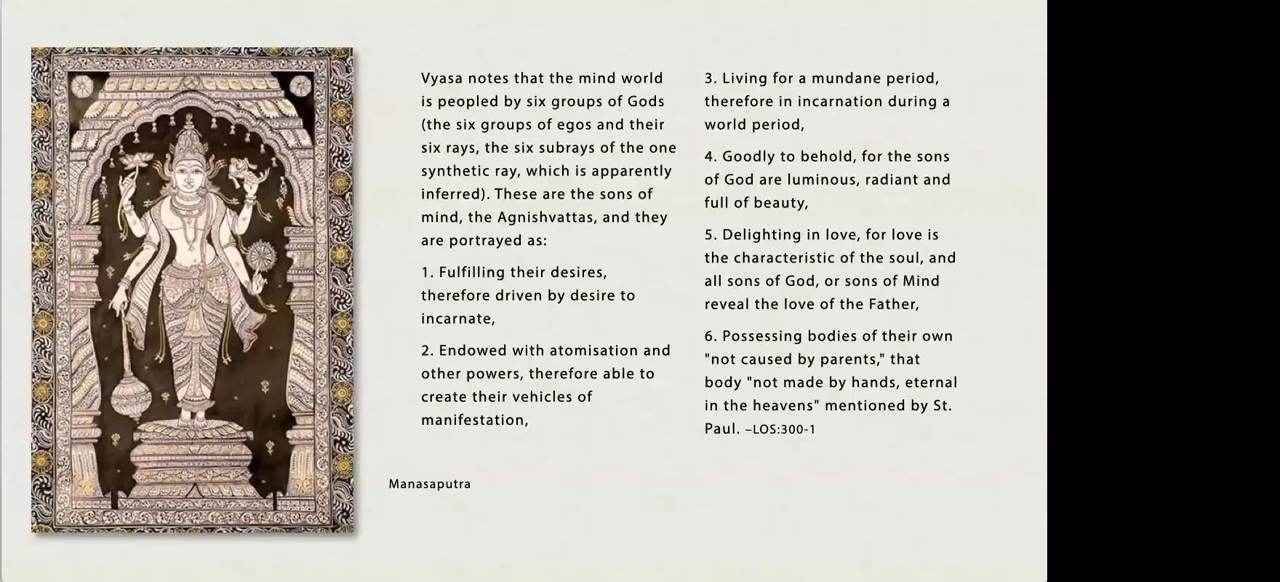 Vyasa notes that the mind world
is peopled by six groups of Gods
(the six groups of egos and their
six rays, the six subrays of the one
synthetic ray, which is apparently
inferred). These are the sons of
mind, the Agnishvattas, and they
are portrayed as:
1. Fulfilling their desires,
therefore driven by desire to
incarnate,
2. Endowed with atomisation and
other powers, therefore able to
create their vehicles of
manifestation,
3. Living for a mundane period,
therefore in incarnation during a
world period,
4. Goodly to behold, for the sons
of God are luminous, radiant and
full of beauty,
5. Delighting in love, for love is
the characteristic of the soul, and
all sons of God, or sons of Mind
reveal the love of the Father,
6. Possessing bodies of their own
"not caused by parents," that
body "not made by hands, eternal
in the heavens" mentioned by St.
Paul. –LOS:300-1
Manasaputra